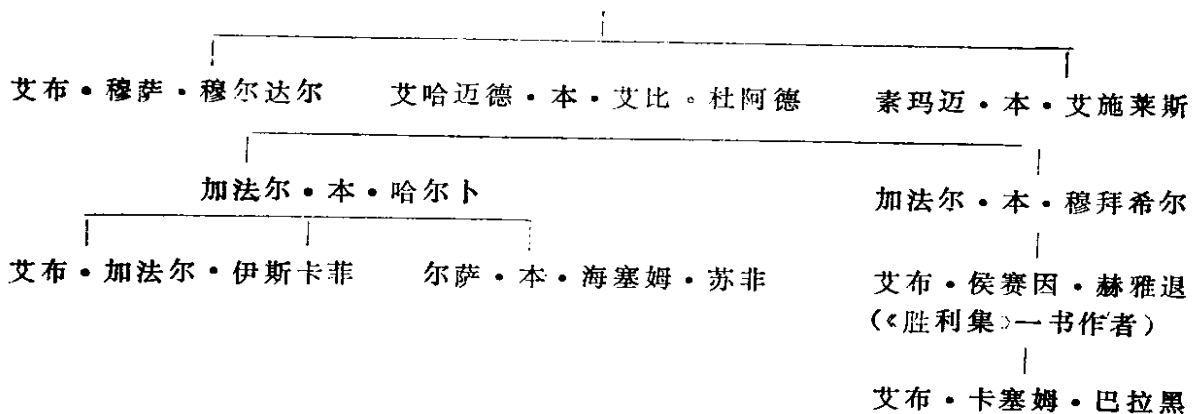 艾布·穆萨·穆尔达尔 艾哈迈德·本·艾比。杜阿德 素玛迈·本·艾施莱斯
加法尔·本·哈尔卜 加法尔·本·穆拜希尔
艾布·加法尔·伊斯卡菲 尔萨·本·海塞姆·苏非 艾布·侯赛因·赫雅退
(《胜利集》一书作者)
艾布·卡塞姆·巴拉黑